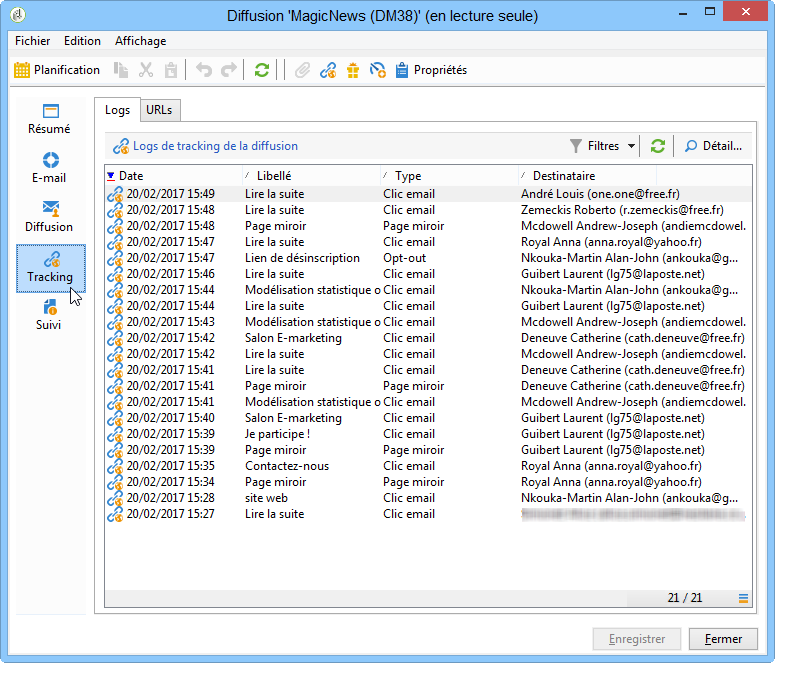 Diffusion 'MagicNews (DM38)' (en lecture seule)
Fichier Edition Affichage
Planification Propriétés
Résumé
E-mail
Diffusion
Tracking
Suivi
Logs URLs
Logs de tracking de la diffusion Filtres Détail...
Date Libellé Type Destinataire
20/02/2017 15:49 Lire la suite Clic email André Louis (one.one@free.fr)
20/02/2017 15:48 Lire la suite Clic email Zemeckis Roberto (r.zemeckis@free.fr)
20/02/2017 15:48 Page miroir Page miroir Mcdowell Andrew-Joseph (andiemcdowel.
20/02/2017 15:47 Lire la suite Clic email Royal Anna (anna.royal@yahoo.fr)
20/02/2017 15:47 Lien de désinscription Opt-out Nkouka-Martin Alan-John (ankouka@g...
20/02/2017 15:46 Lire la suite Clic email Guibert Laurent (lg75@laposte.net)
20/02/2017 15:44 Modélisation statistique o Clic email Nkouka-Martin Alan-John (ankouka@g...
20/02/2017 15:44 Lire la suite Clic email Guibert Laurent (lg75@laposte.net)
20/02/2017 15:43 Modélisation statistique o Clic email Mcdowell Andrew-Joseph (andiemcdowel.
20/02/2017 15:42 Salon E-marketing Clic email Deneuve Catherine (cath.deneuve@free.fr)
20/02/2017 15:42 Lire la suite Clic email Mcdowell Andrew-Joseph (andiemcdowel.
20/02/2017 15:41 Lire la suite Clic email Deneuve Catherine (cath.deneuve@free.fr)
20/02/2017 15:41 Page miroir Page miroir Deneuve Catherine (cath.deneuve@free.fr)
20/02/2017 15:41 Modélisation statistique o Clic email Mcdowell Andrew-Joseph (andiemcdowel.
20/02/2017 15:40 Salon E-marketing Clic email Guibert Laurent (lg75@laposte.net)
20/02/2017 15:39 Je participe ! Clic email Guibert Laurent (lg75@laposte.net)
20/02/2017 15:39 Page miroir Page miroir Guibert Laurent (lg75@laposte.net)
20/02/2017 15:35 Contactez-nous Clic email Royal Anna (anna.royal@yahoo.fr)
20/02/2017 15:34 Page miroir Page miroir Royal Anna (anna.royal@yahoo.fr)
20/02/2017 15:28 site web Clic email Nkouka-Martin Alan-John (ankouka@g...
20/02/2017 15:27 Lire la suite Clic email
21 / 21
Enregistrer Fermer